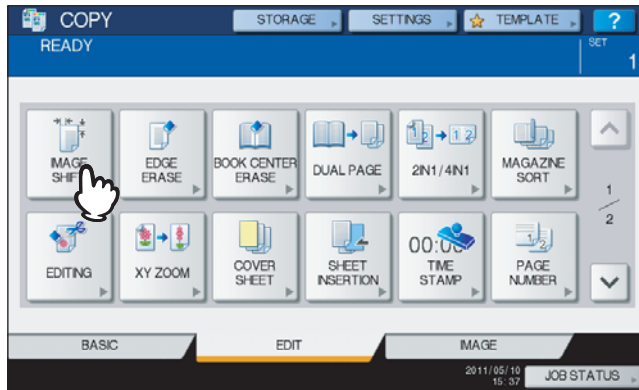 COPY
STORAGE
SETTINGS
TEMPLATE
?
READY
SET
1
IMAGE
EDGE
ERASE
BOOK CENTER
ERASE
DUAL PAGE
2IN1/4IN1
MAGAZINE
SORT
EDITING
XY ZOOM
COVER
SHEET
SHEET
INSERTION
TIME
STAMP
PAGE
NUMBER
1
2
BASIC
EDIT
IMAGE
2011/05/10
15:37
JOB STATUS